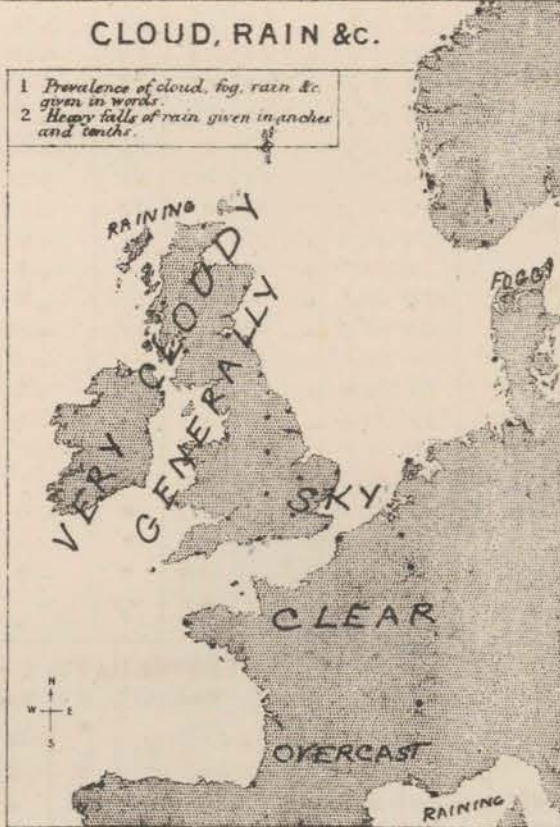 CLOUD, RAIN &c.
1 Prevalence of cloud, fog, rain &c.
given in words.
2 Heavy falls of rain given in inches
and tenths.
RAINING
VERY CLOUDY
GENERALLY
FOGGY
SKY
CLEAR
N
W E
S
OVERCAST
RAINING